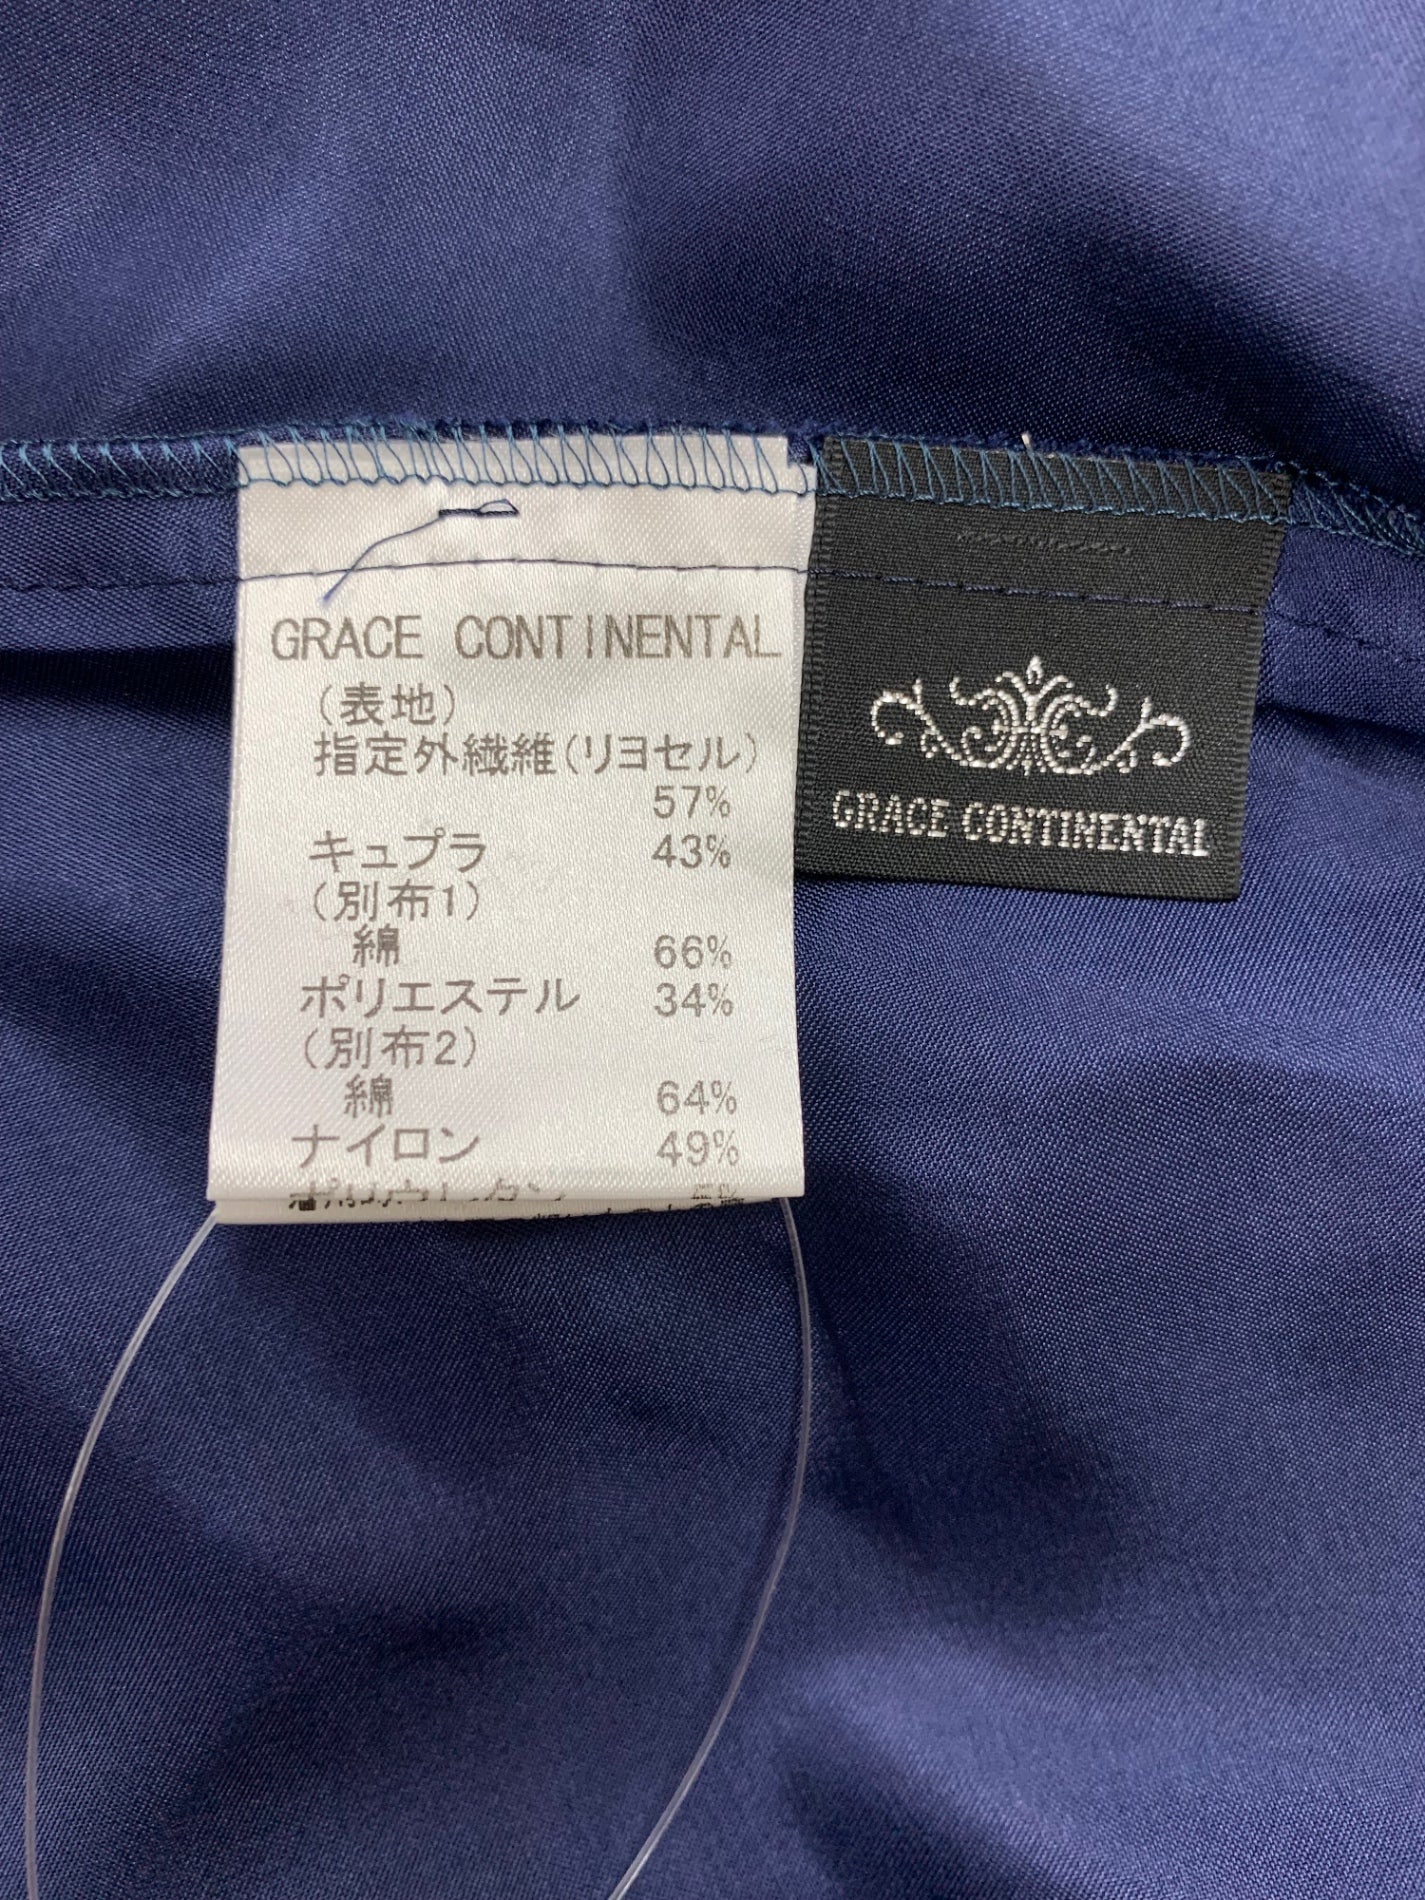 GRACE CONTINENTAL
(表地)
指定外繊維(リヨセル)
57%
キュプラ 43%
(別布1)
綿 66%
ポリエステル 34%
(別布2)
綿 64%
ナイロン 49%
GRACE CONTINENTAL